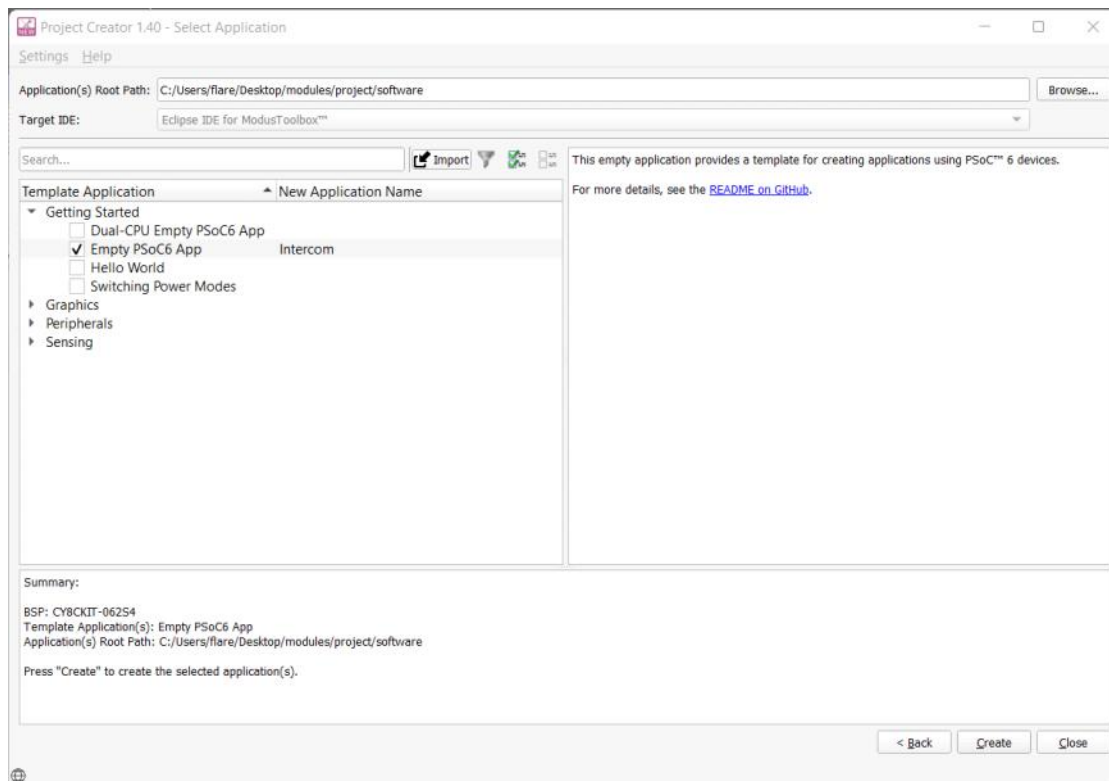 Project Creator 1.40 - Select Application
Settings Help
Application(s) Root Path: C:/Users/flare/Desktop/modules/project/software Browse...
Target IDE: Eclipse IDE for ModusToolbox™
Search... Import
Template Application New Application Name
Getting Started
Dual-CPU Empty PSoC6 App
Empty PSoC6 App Intercom
Hello World
Switching Power Modes
Graphics
Peripherals
Sensing
This empty application provides a template for creating applications using PSoC™ 6 devices.
For more details, see the README on GitHub.
Summary:
BSP: CY8CKIT-062S4
Template Application(s): Empty PSoC6 App
Application(s) Root Path: C:/Users/flare/Desktop/modules/project/software
Press "Create" to create the selected application(s).
< Back Create Close